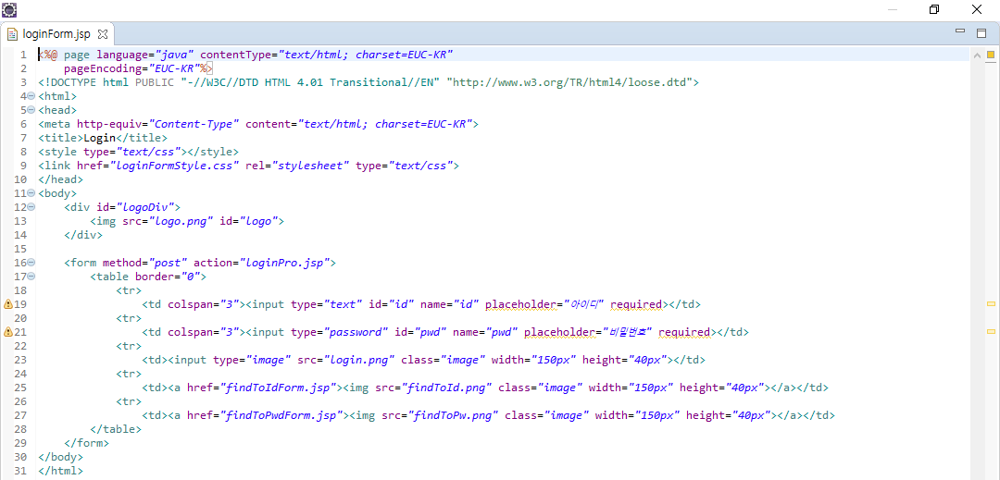 loginForm.jsp
1 <%@ page language="java" contentType="text/html; charset=EUC-KR"
2 pageEncoding="EUC-KR"%>
3 <!DOCTYPE html PUBLIC "-//W3C//DTD HTML 4.01 Transitional//EN" "http://www.w3.org/TR/html4/loose.dtd">
4 <html>
5 <head>
6 <meta http-equiv="Content-Type" content="text/html; charset=EUC-KR">
7 <title>Login</title>
8 <style type="text/css"></style>
9 <link href="loginFormStyle.css" rel="stylesheet" type="text/css">
10 </head>
11 <body>
12 <div id="logoDiv">
13 <img src="logo.png" id="logo">
14 </div>
15
16 <form method="post" action="loginPro.jsp">
17 <table border="0">
18 <tr>
19 <td colspan="3"><input type="text" id="id" name="id" placeholder="아이디" required></td>
20 <tr>
21 <td colspan="3"><input type="password" id="pwd" name="pwd" placeholder="비밀번호" required></td>
22 <tr>
23 <td><input type="image" src="login.png" class="image" width="150px" height="40px"></td>
24 <tr>
25 <td><a href="findToIdForm.jsp"><img src="findToId.png" class="image" width="150px" height="40px"></a></td>
26 <tr>
27 <td><a href="findToPwdForm.jsp"><img src="findToPw.png" class="image" width="150px" height="40px"></a></td>
28 </table>
29 </form>
30 </body>
31 </html>